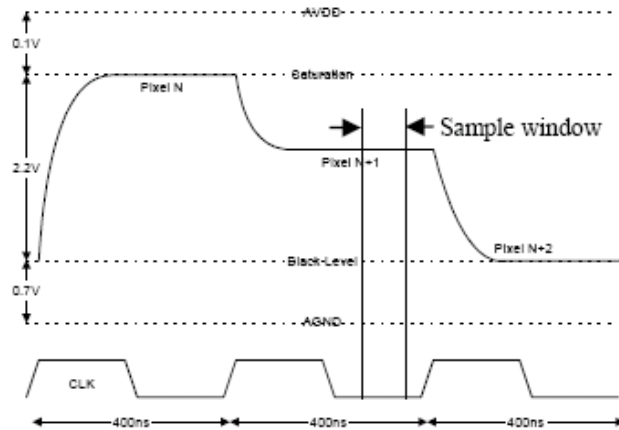 AVDD
0.1V
Saturation
Pixel N
Sample window
2.2V
Pixel N+1
Pixel N+2
Black-Level
0.7V
AGND
CLK
400ns
400ns
400ns